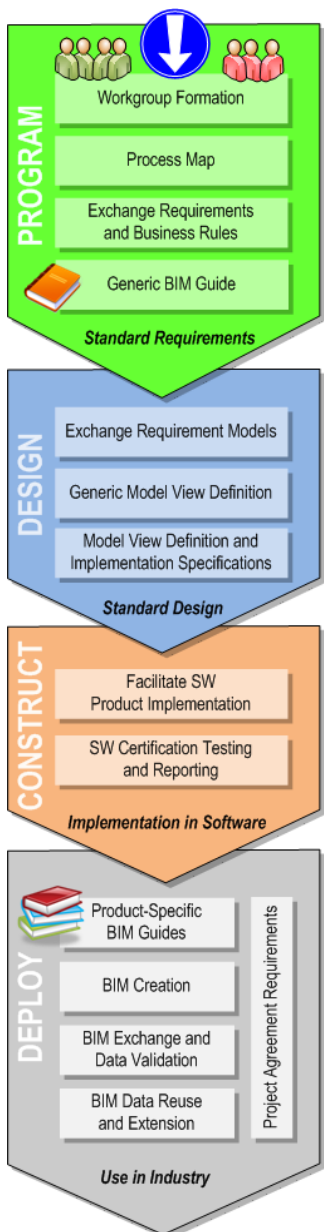 PROGRAM
Workgroup Formation
Process Map
Exchange Requirements
and Business Rules
Generic BIM Guide
Standard Requirements
DESIGN
Exchange Requirement Models
Generic Model View Definition
Model View Definition and
Implementation Specifications
Standard Design
CONSTRUCT
Facilitate SW
Product Implementation
SW Certification Testing
and Reporting
Implementation in Software
DEPLOY
Product-Specific
BIM Guides
BIM Creation
BIM Exchange and
Data Validation
BIM Data Reuse
and Extension
Project Agreement Requirements
Use in Industry